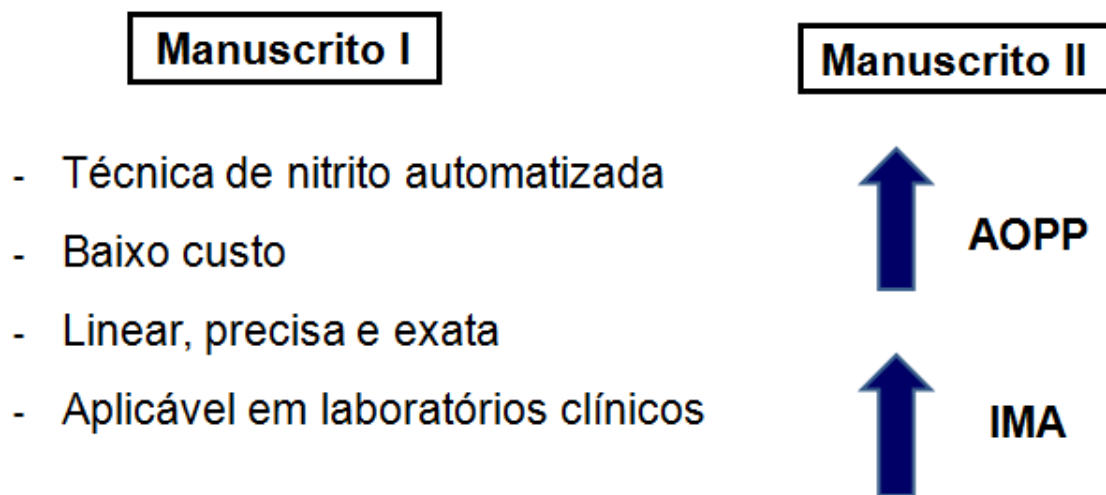 Manuscrito I
- Técnica de nitrito automatizada
- Baixo custo
- Linear, precisa e exata
- Aplicável em laboratórios clínicos
Manuscrito II
AOPP
IMA